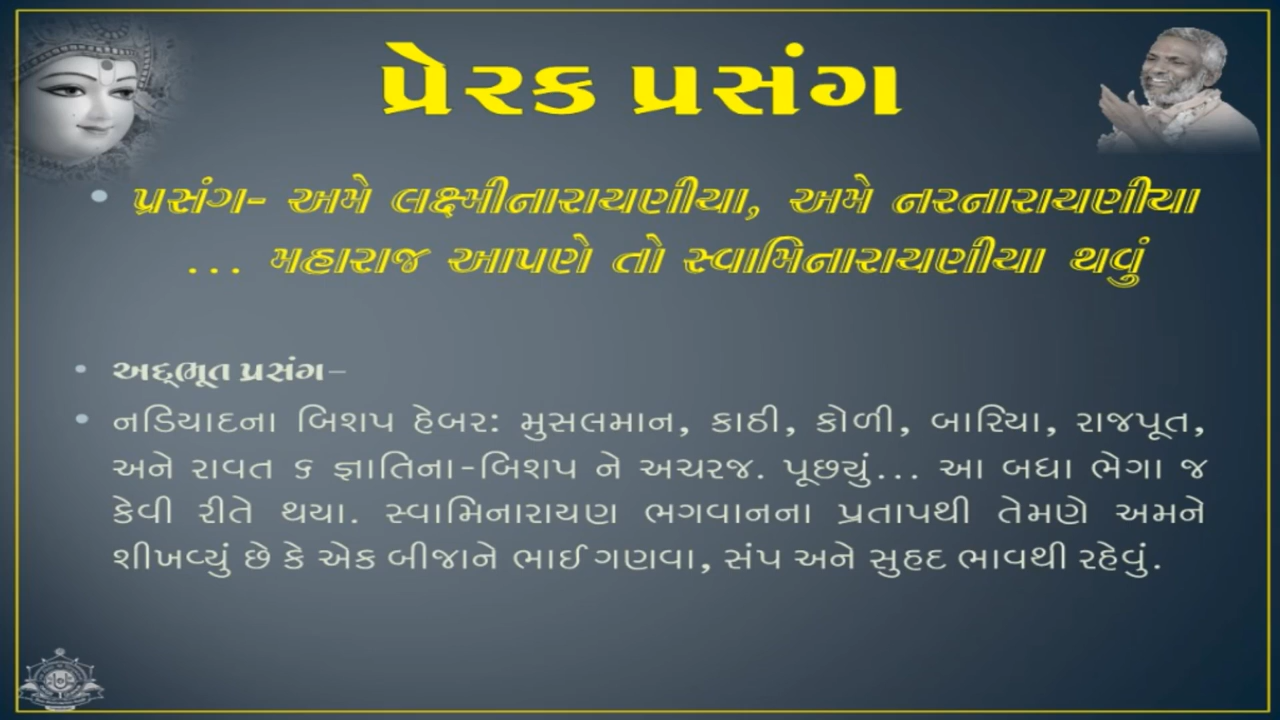 પ્રેરક પ્રસંગ
• પ્રસંગ- અમે લક્ષ્મીનારાયણીયા, અમે નરનારાયણીયા
... મહારાજ આપણે તો સ્વામિનારાયણીયા થવું
• અદ્ભૂત પ્રસંગ–
• નડિયાદના બિશપ હેબર: મુસલમાન, કાઠી, કોળી, બારિયા, રાજપૂત,
અને રાવત ૬ જ્ઞાતિના-બિશપ ને અચરજ. પૂછ્યું... આ બધા ભેગા જ
કેવી રીતે થયા. સ્વામિનારાયણ ભગવાનના પ્રતાપથી તેમણે અમને
શીખવ્યું છે કે એક બીજાને ભાઈ ગણવા, સંપ અને સુહદ ભાવથી રહેવું.